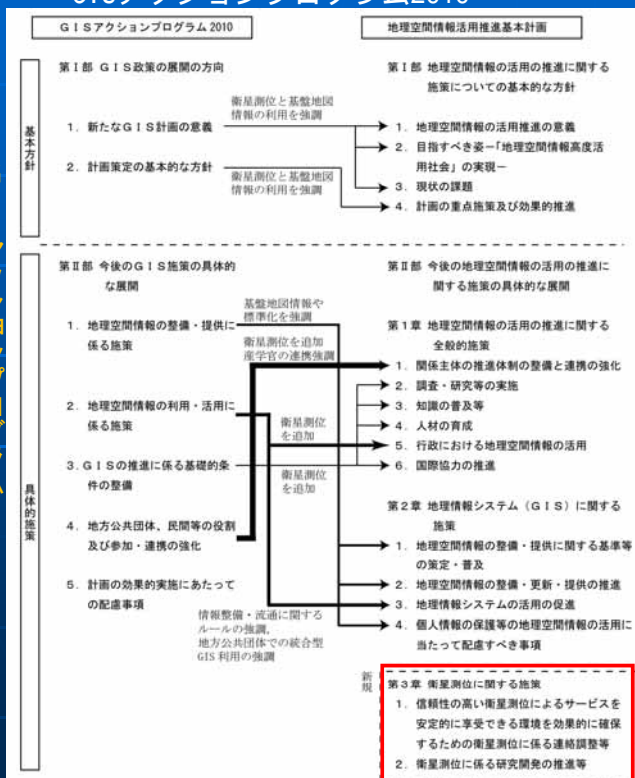 GISアクションプログラム2010
GISアクションプログラム2010
地理空間情報活用推進基本計画
基本方針
第Ⅰ部 GIS政策の展開の方向
衛星測位と基盤地図
情報の利用を強調
1. 新たなGIS計画の意義
2. 計画策定の基本的な方針
衛星測位と基盤地図
情報の利用を強調
第Ⅰ部 地理空間情報の活用の推進に関する
施策についての基本的な方針
1. 地理空間情報の活用推進の意義
2. 目指すべき姿－「地理空間情報高度活
用社会」の実現－
3. 現状の課題
4. 計画の重点施策及び効果的推進
具体的施策
第Ⅱ部 今後のGIS施策の具体的
な展開
基盤地図情報や
標準化を強調
1. 地理空間情報の整備・提供に
係る施策
衛星測位を追加
産学官の連携強調
2. 地理空間情報の利用・活用に
係る施策
衛星測位
を追加
3. GISの推進に係る基礎的条
件の整備
衛星測位
を追加
4. 地方公共団体、民間等の役割
及び参加・連携の強化
5. 計画の効果的実施にあたって
の配慮事項
情報整備・流通に関する
ルールの強調,
地方公共団体での統合型
GIS利用の強調
第Ⅱ部 今後の地理空間情報の活用の推進に
関する施策の具体的な展開
第1章 地理空間情報の活用の推進に関する
全般的施策
1. 関係主体の推進体制の整備と連携の強化
2. 調査・研究等の実施
3. 知識の普及等
4. 人材の育成
5. 行政における地理空間情報の活用
6. 国際協力の推進
第2章 地理情報システム（GIS）に関する
施策
1. 地理空間情報の整備・提供に関する基準等
の策定・普及
2. 地理空間情報の整備・更新・提供の推進
3. 地理情報システムの活用の促進
4. 個人情報の保護等の地理空間情報の活用に
当たって配慮すべき事項
新規
第3章 衛星測位に関する施策
1. 信頼性の高い衛星測位によるサービスを
安定的に享受できる環境を効果的に確保
するための衛星測位に係る連絡調整等
2. 衛星測位に係る研究開発の推進等